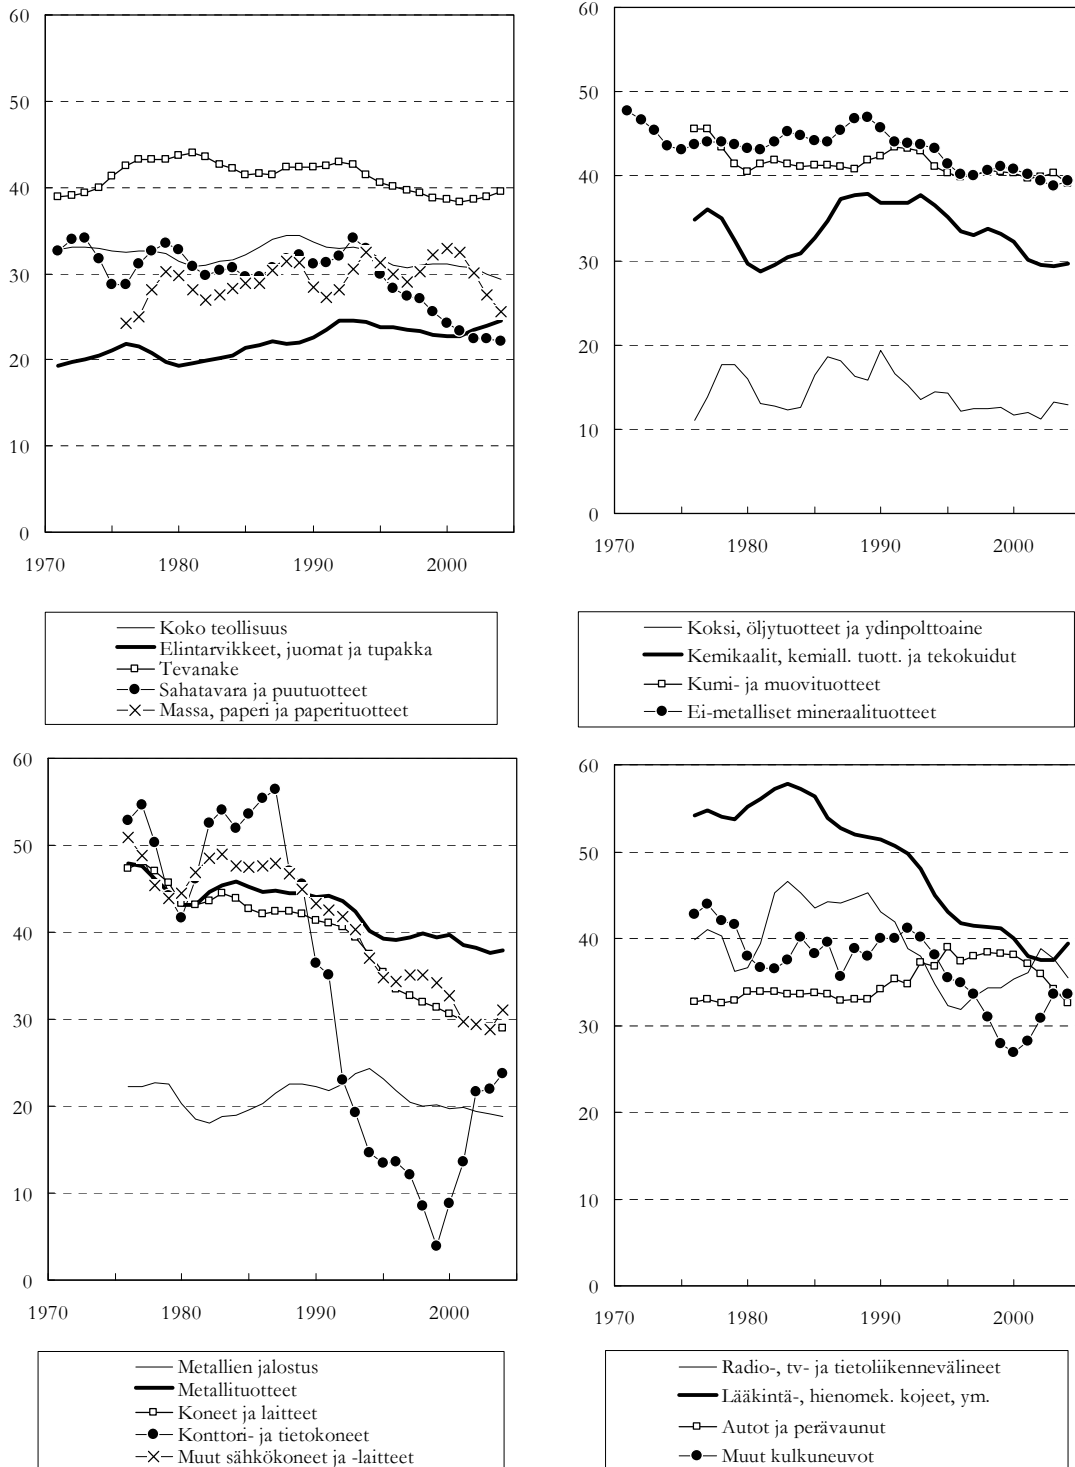 60
50
40
30
20
10
0
1970 1980 1990 2000
Koko teollisuus
Elintarvikkeet, juomat ja tupakka
Tevanake
Sahatavara ja puutuotteet
Massa, paperi ja paperituotteet
60
50
40
30
20
10
0
1970 1980 1990 2000
Koksi, öljytuotteet ja ydinpolttoaine
Kemikaalit, kemiall. tuott. ja tekokuidut
Kumi- ja muovituotteet
Ei-metalliset mineraalituotteet
60
50
40
30
20
10
0
1970 1980 1990 2000
Metallien jalostus
Metallituotteet
Koneet ja laitteet
Konttori- ja tietokoneet
Muut sähkökoneet ja -laitteet
60
50
40
30
20
10
0
1970 1980 1990 2000
Radio-, tv- ja tietoliikennevälineet
Lääkintä-, hienomek. kojeet, ym.
Autot ja perävaunut
Muut kulkuneuvot